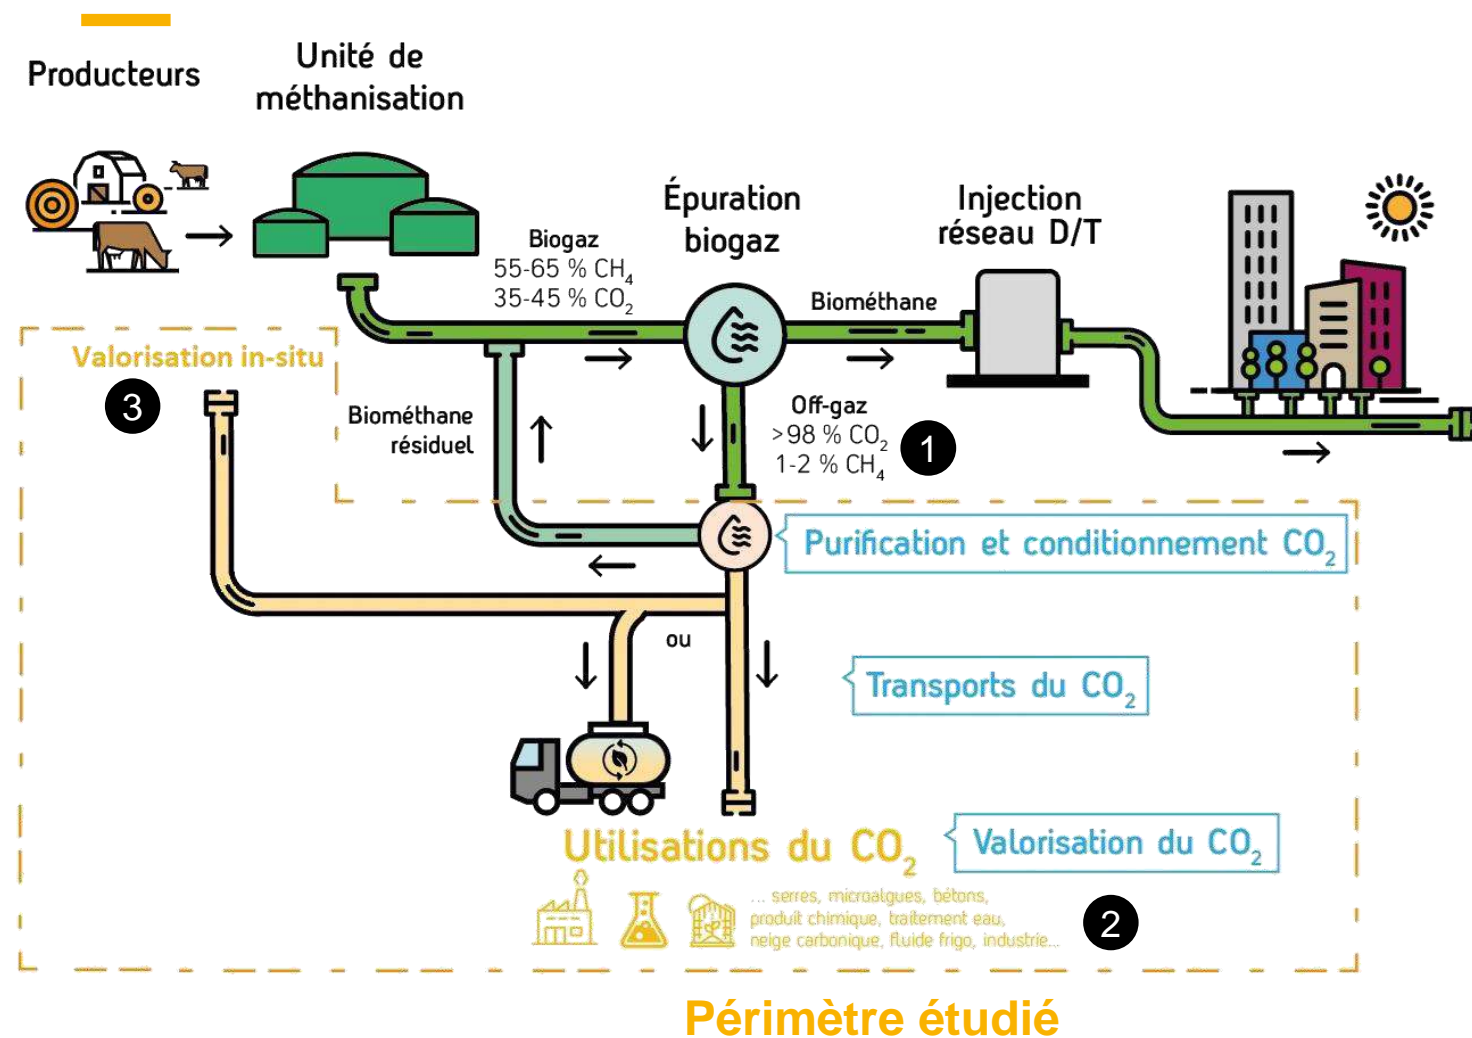 Producteurs
Unité de
méthanisation
Épuration
biogaz
Injection
réseau D/T
Biogaz
55-65 % CH₄
35-45 % CO₂
Biométhane
Valorisation in-situ
3
Biométhane
résiduel
Off-gaz
>98 % CO₂
1-2 % CH₄
1
Purification et conditionnement CO₂
ou
Transports du CO₂
Utilisations du CO₂
Valorisation du CO₂
... serres, microalgues, bétons,
produit chimique, traitement eau,
neige carbonique, fluide frigo, industrie...
2
Périmètre étudié